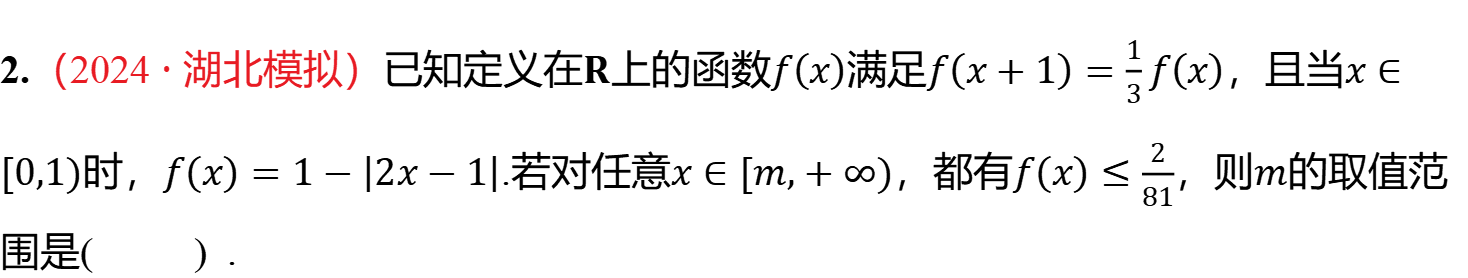 2. (2024 · 湖北模拟) 已知定义在R上的函数f(x)满足f(x + 1) = \frac{1}{3}f(x)，且当x ∈
[0,1)时，f(x) = 1 − |2x − 1|.若对任意x ∈ [m, + ∞)，都有f(x) ≤ \frac{2}{81}，则m的取值范
围是(  ) .